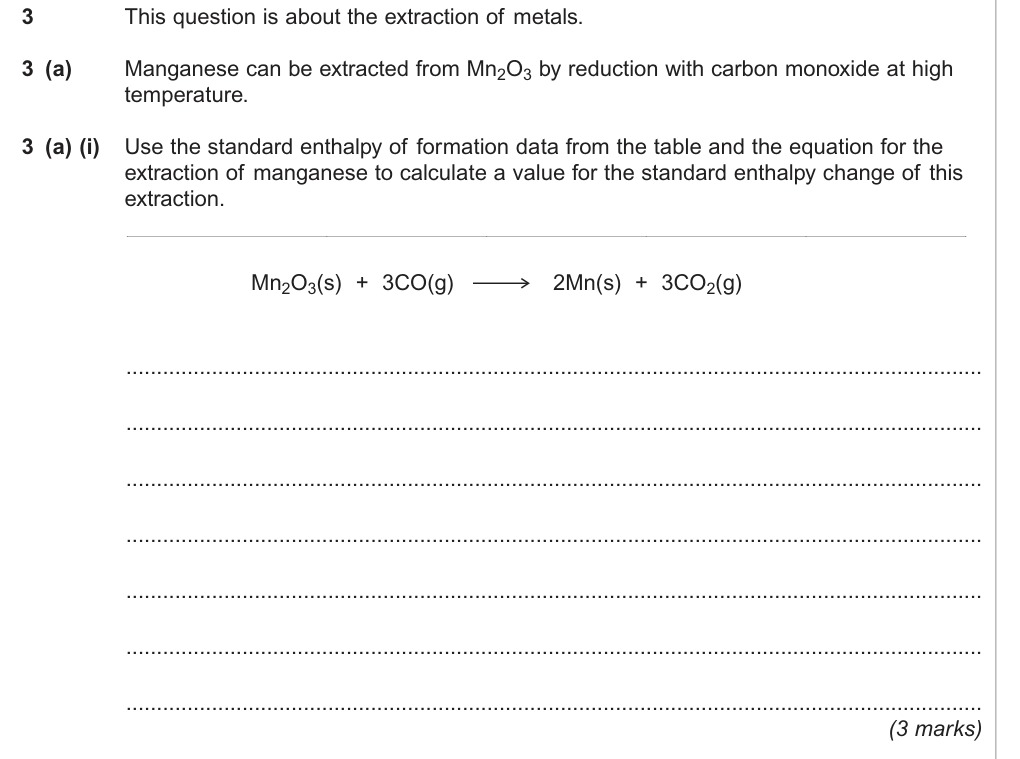 3 This question is about the extraction of metals.
3 (a) Manganese can be extracted from Mn₂O₃ by reduction with carbon monoxide at high
temperature.
3 (a) (i) Use the standard enthalpy of formation data from the table and the equation for the
extraction of manganese to calculate a value for the standard enthalpy change of this
extraction.
Mn₂O₃(s) + 3CO(g) ⟶ 2Mn(s) + 3CO₂(g)
(3 marks)